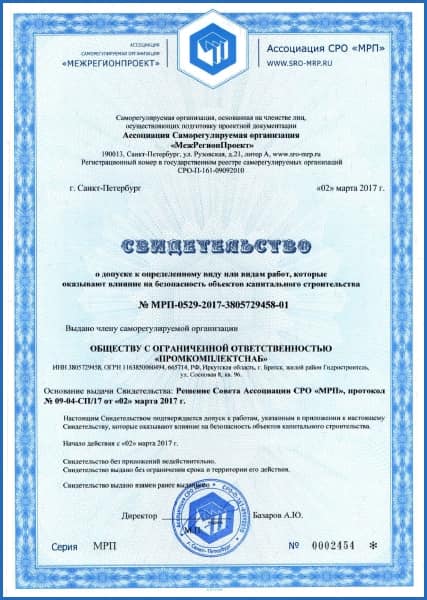 АССОЦИАЦИЯ
САМОРЕГУЛИРУЕМАЯ ОРГАНИЗАЦИЯ
«МЕЖРЕГИОНПРОЕКТ»
МРП
Ассоциация СРО «МРП»
WWW.SRO-MRP.RU
Саморегулируемая организация, основанная на членстве лиц,
осуществляющих подготовку проектной документации
Ассоциация Саморегулируемая организация
«МежРегионПроект»
190013, Санкт-Петербург, ул. Рузовская, д.21, литер А, www.sro-mrp.ru
Регистрационный номер в государственном реестре саморегулируемых организаций
СРО-П-161-09092010
г. Санкт-Петербург «02» марта 2017 г.
СВИДЕТЕЛЬСТВО
о допуске к определенному виду или видам работ, которые
оказывают влияние на безопасность объектов капитального строительства
№ МРП-0529-2017-3805729458-01
Выдано члену саморегулируемой организации
ОБЩЕСТВУ С ОГРАНИЧЕННОЙ ОТВЕТСТВЕННОСТЬЮ
«ПРОМКОМПЛЕКТСНАБ»
ИНН 3805729458, ОГРН 1163850060494, 665714, РФ, Иркутская область, г. Братск, жилой район Гидростроитель,
ул. Сосновая 8, кв. 96.
Основание выдачи Свидетельства: Решение Совета Ассоциации СРО «МРП», протокол
№ 09-04-СП/17 от «02» марта 2017 г.
Настоящим Свидетельством подтверждается допуск к работам, указанным в приложении к настоящему
Свидетельству, которые оказывают влияние на безопасность объектов капитального строительства.
Начало действия с «02» марта 2017 г.
Свидетельство без приложения недействительно.
Свидетельство выдано без ограничения срока и территории его действия.
Свидетельство выдано взамен ранее выданного
Директор Базаров А.Ю.
М.П.
Серия МРП № 0002454 *